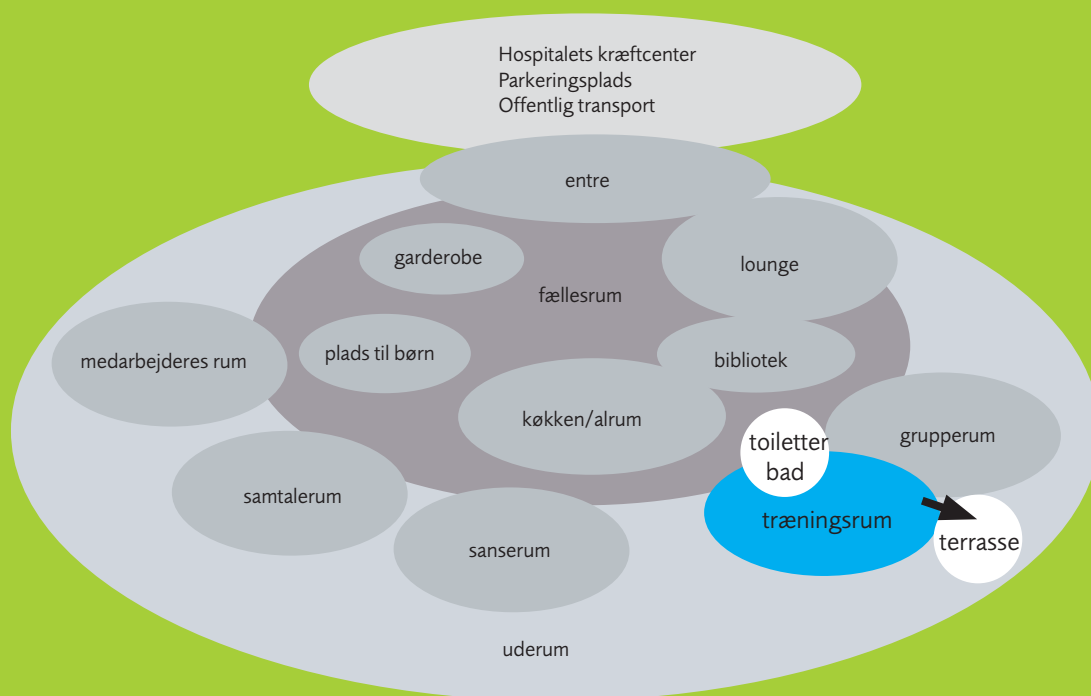 Hospitalets kræftcenter
Parkeringsplads
Offentlig transport
entre
garderobe
lounge
fællesrum
medarbejderes rum
plads til børn
bibliotek
køkken/alrum
toiletter
bad
grupperum
samtalerum
træningsrum
terrasse
sanserum
uderum